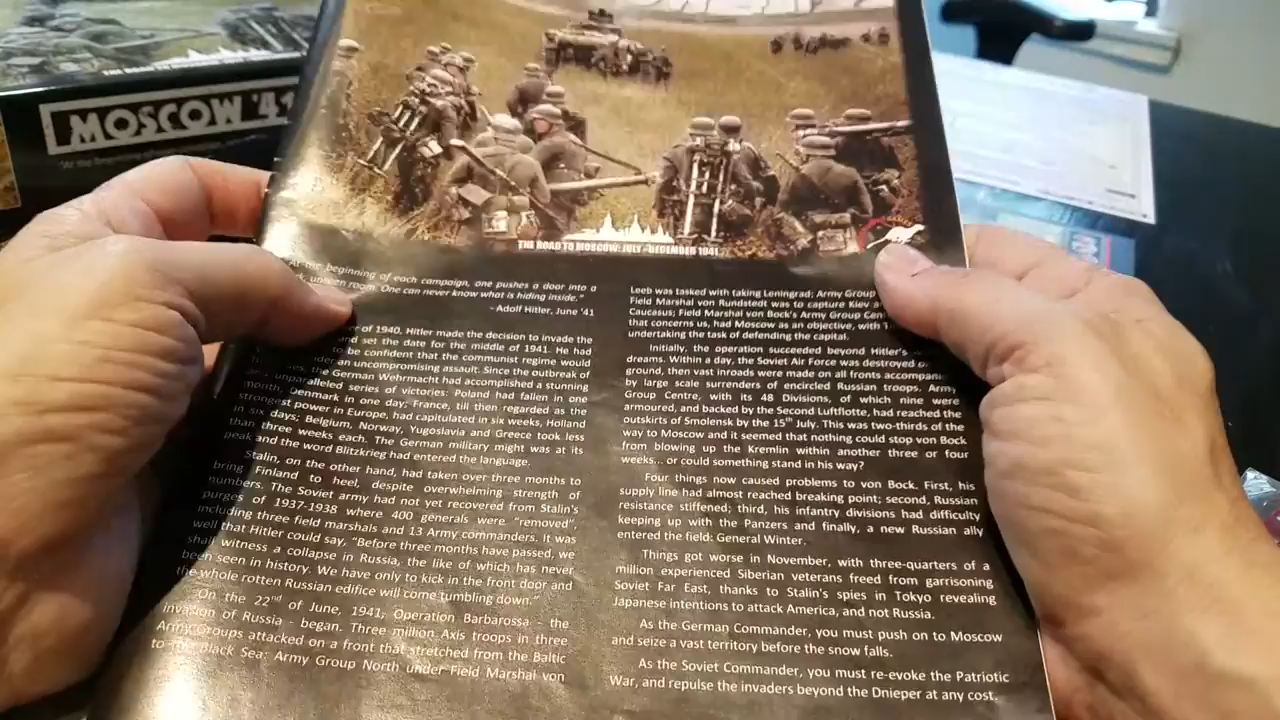 MOSCOW '41
"At the beginning of each campaign,
THE ROAD TO MOSCOW: JULY - DECEMBER 1941
At the beginning of each campaign, one pushes a door into a
unseen room. One can never know what is hiding inside."
- Adolf Hitler, June '41
of 1940, Hitler made the decision to invade the
and set the date for the middle of 1941. He had
to be confident that the communist regime would
an uncompromising assault. Since the outbreak of
the German Wehrmacht had accomplished a stunning
unparalleled series of victories: Poland had fallen in one
month, Denmark in one day; France, till then regarded as the
strongest power in Europe, had capitulated in six weeks, Holland
in six days; Belgium, Norway, Yugoslavia and Greece took less
than three weeks each. The German military might was at its
peak and the word Blitzkrieg had entered the language.
Stalin, on the other hand, had taken over three months to
bring Finland to heel, despite overwhelming strength of
numbers. The Soviet army had not yet recovered from Stalin's
purges of 1937-1938 where 400 generals were "removed",
including three field marshals and 13 Army commanders. It was
well that Hitler could say, "Before three months have passed, we
shall witness a collapse in Russia, the like of which has never
been seen in history. We have only to kick in the front door and
the whole rotten Russian edifice will come tumbling down."
On the 22nd of June, 1941, Operation Barbarossa - the
invasion of Russia - began. Three million Axis troops in three
Army Groups attacked on a front that stretched from the Baltic
to the Black Sea: Army Group North under Field Marshal von
Leeb was tasked with taking Leningrad; Army Group
Field Marshal von Rundstedt was to capture Kiev
Caucasus; Field Marshal von Bock's Army Group
that concerns us, had Moscow as an objective, with
undertaking the task of defending the capital.
Initially, the operation succeeded beyond Hitler's
dreams. Within a day, the Soviet Air Force was destroyed
ground, then vast inroads were made on all fronts
by large scale surrenders of encircled Russian troops. Army
Group Centre, with its 48 Divisions, of which nine were
armoured, and backed by the Second Luftflotte, had reached the
outskirts of Smolensk by the 15th July. This was two-thirds of the
way to Moscow and it seemed that nothing could stop von Bock
from blowing up the Kremlin within another three or four
weeks... or could something stand in his way?
Four things now caused problems to von Bock. First, his
supply line had almost reached breaking point; second, Russian
resistance stiffened; third, his infantry divisions had difficulty
keeping up with the Panzers and finally, a new Russian ally
entered the field: General Winter.
Things got worse in November, with three-quarters of a
million experienced Siberian veterans freed from garrisoning
Soviet Far East, thanks to Stalin's spies in Tokyo revealing
Japanese intentions to attack America, and not Russia.
As the German Commander, you must push on to Moscow
and seize a vast territory before the snow falls.
As the Soviet Commander, you must re-evoke the Patriotic
War, and repulse the invaders beyond the Dnieper at any cost.